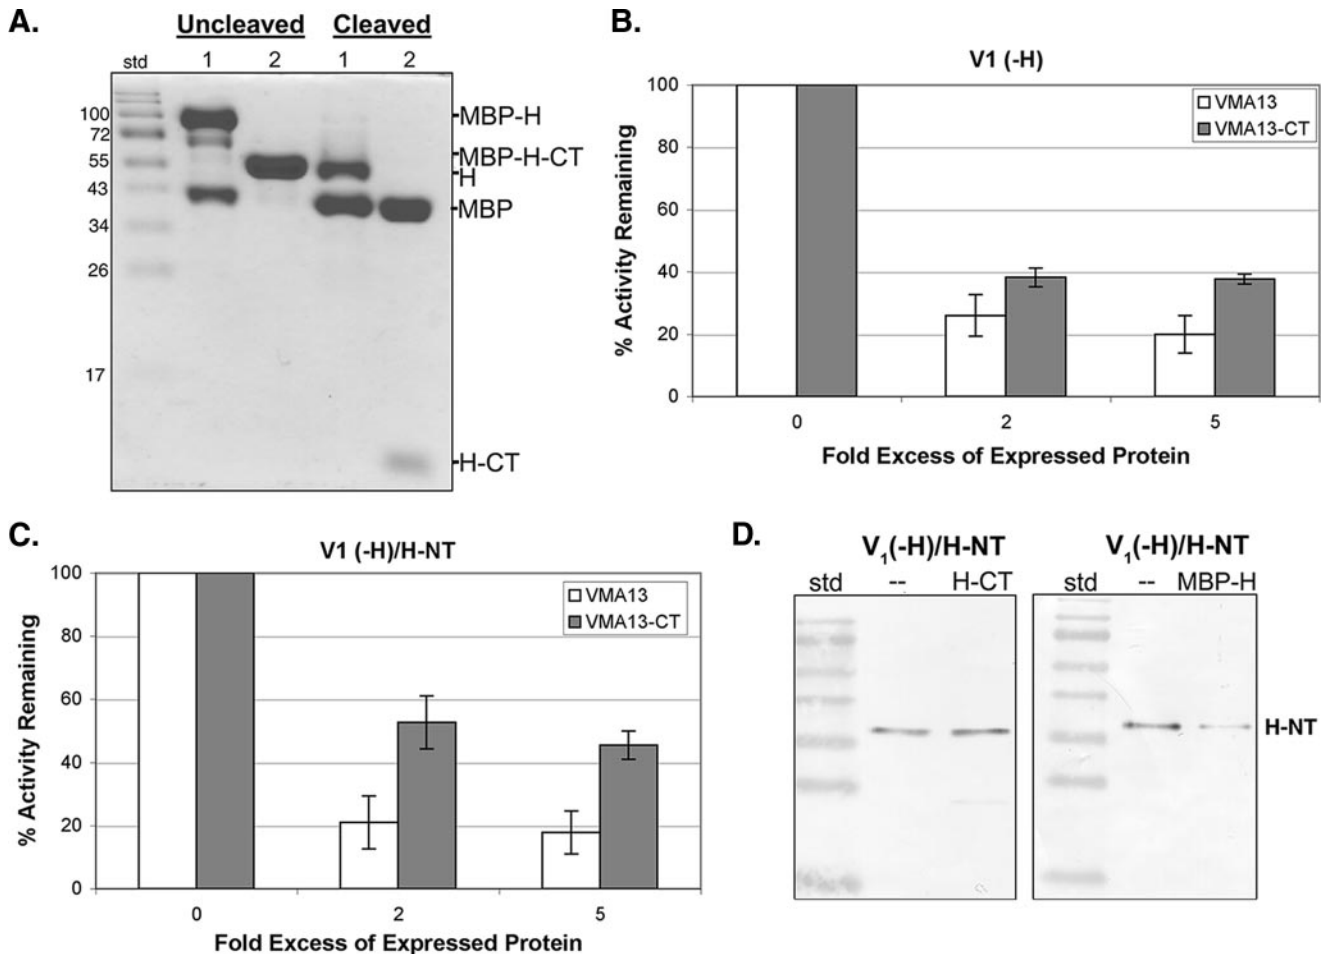 A.
Uncleaved Cleaved
std 1 2 1 2
100
72
55
43
34
26
17
MBP-H
MBP-H-CT
H
MBP
H-CT
B.
V1 (-H)
% Activity Remaining
100
80
60
40
20
0
VMA13
VMA13-CT
0 2 5
Fold Excess of Expressed Protein
C.
V1 (-H)/H-NT
% Activity Remaining
100
80
60
40
20
0
VMA13
VMA13-CT
0 2 5
Fold Excess of Expressed Protein
D.
V₁(-H)/H-NT V₁(-H)/H-NT
std -- H-CT std -- MBP-H
H-NT